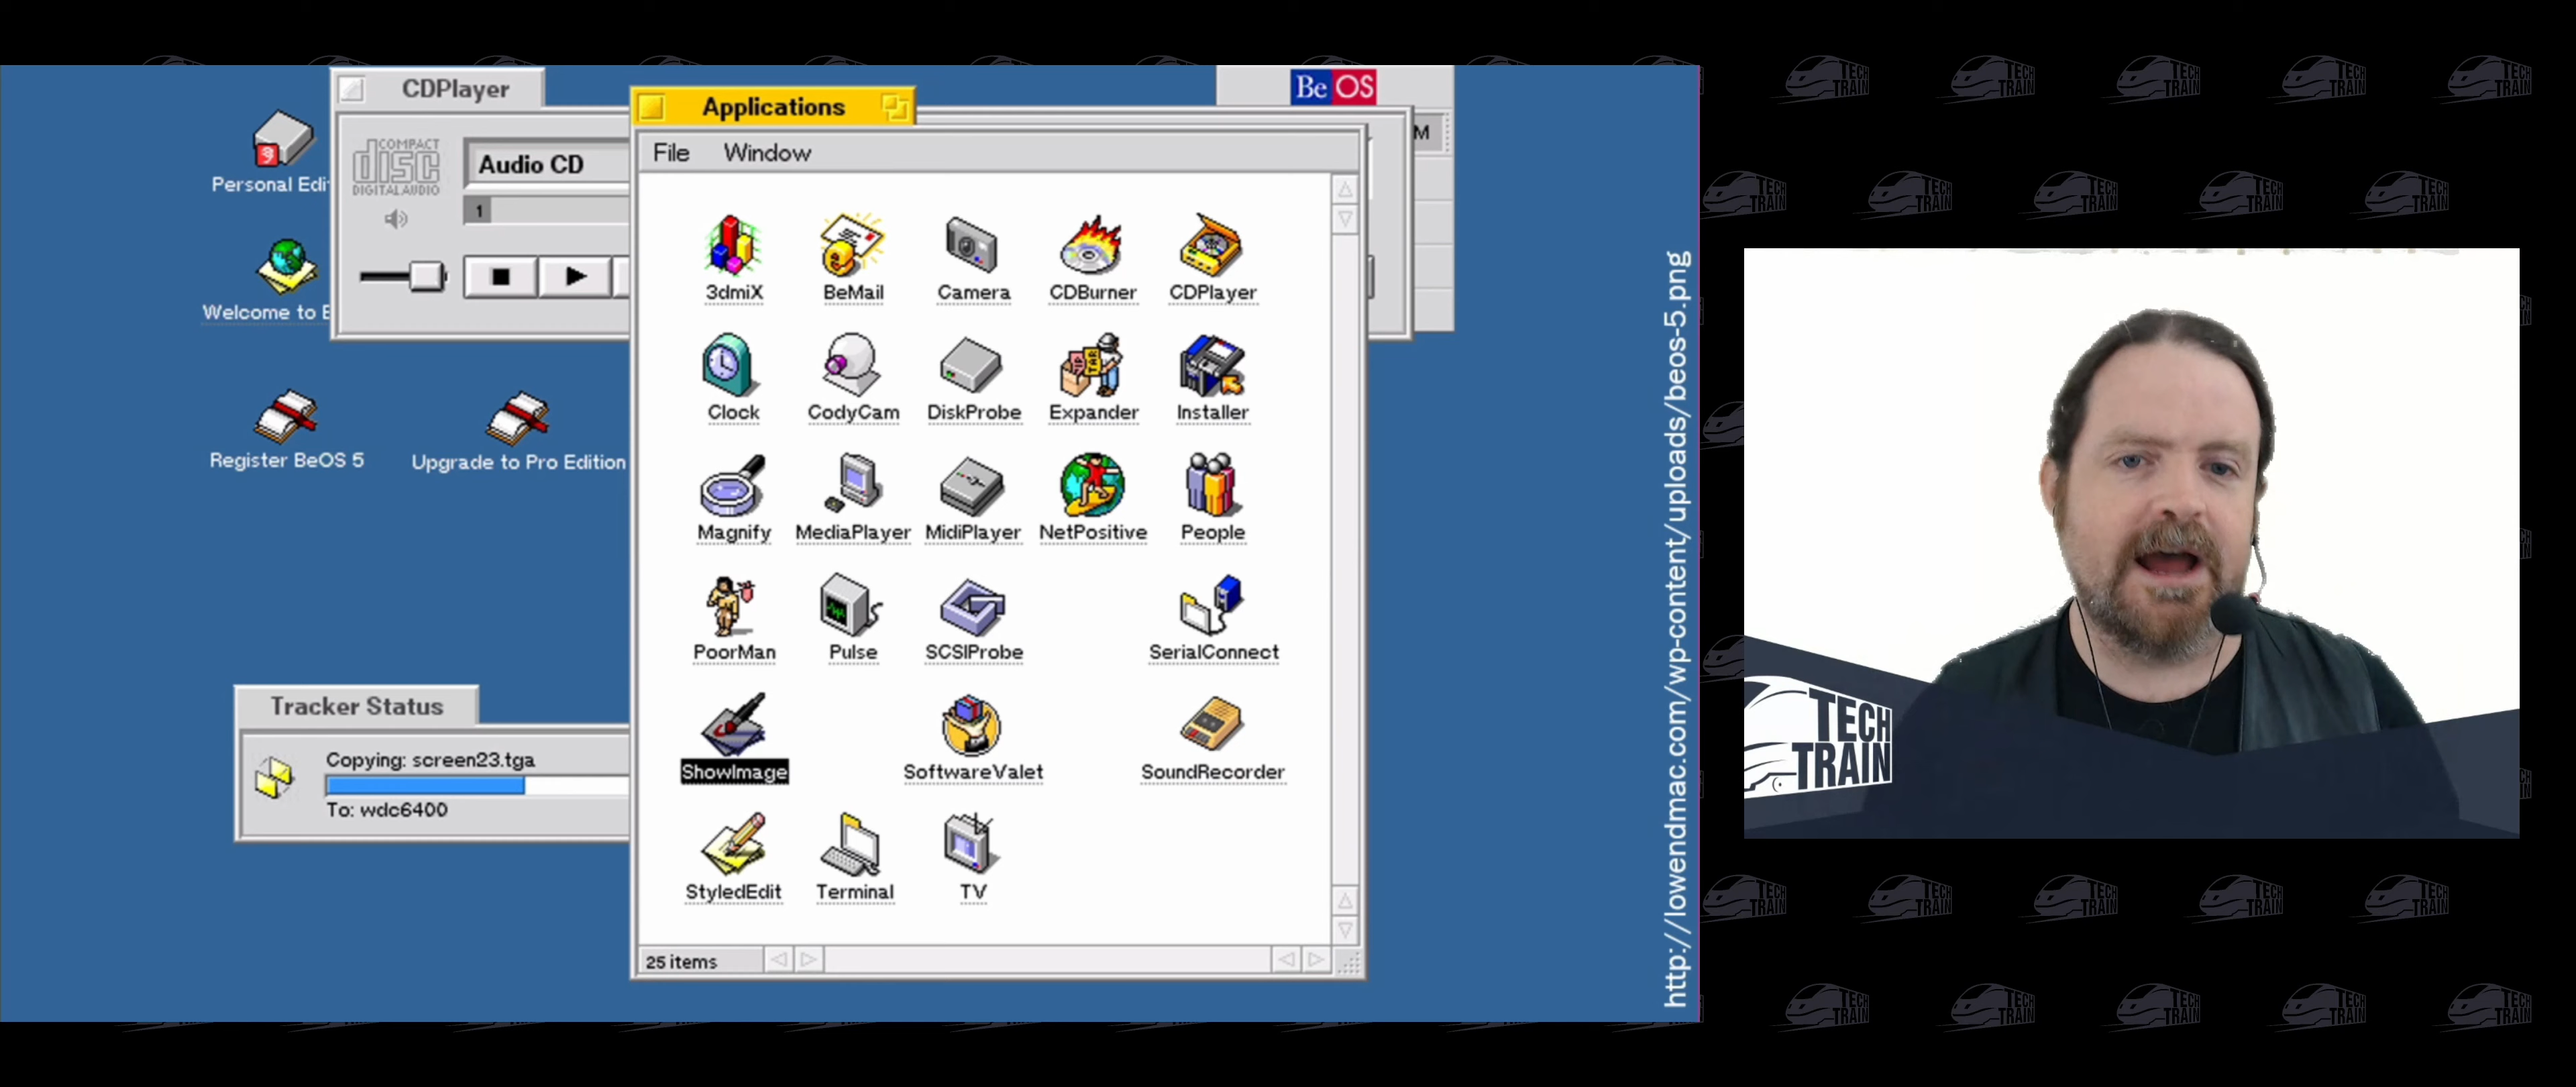 CDPlayer
Applications
Be OS
File Window
M
COMPACT
disc
DIGITAL AUDIO
Audio CD
1
Personal Edi
Welcome to B
Register BeOS 5
Upgrade to Pro Edition
3dmiX BeMail Camera CDBurner CDPlayer
Clock CodyCam DiskProbe Expander Installer
Magnify MediaPlayer MidiPlayer NetPositive People
PoorMan Pulse SCSIProbe SerialConnect
ShowImage SoftwareValet SoundRecorder
StyledEdit Terminal TV
25 items
Tracker Status
Copying: screen23.tga
To: wdc6400
http://lowendmac.com/wp-content/uploads/beos-5.png
TECH
TRAIN